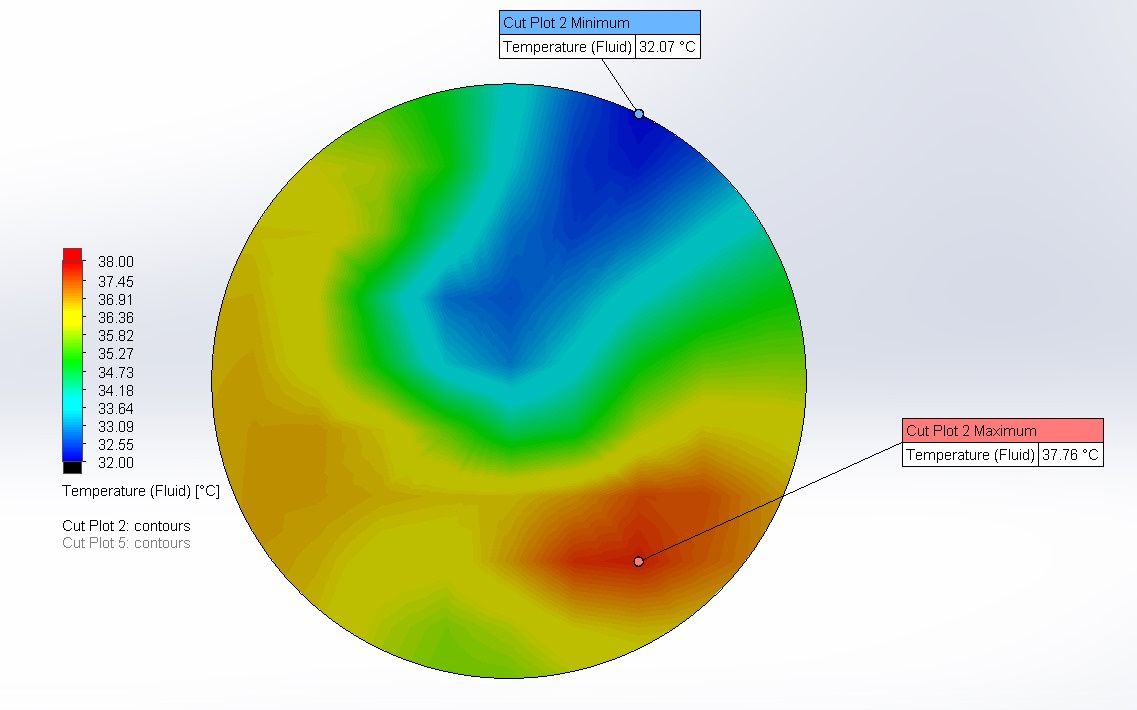 Cut Plot 2 Minimum
Temperature (Fluid) 32.07 °C
38.00
37.45
36.91
36.36
35.82
35.27
34.73
34.18
33.64
33.09
32.55
32.00
Temperature (Fluid) [°C]
Cut Plot 2: contours
Cut Plot 5: contours
Cut Plot 2 Maximum
Temperature (Fluid) 37.76 °C